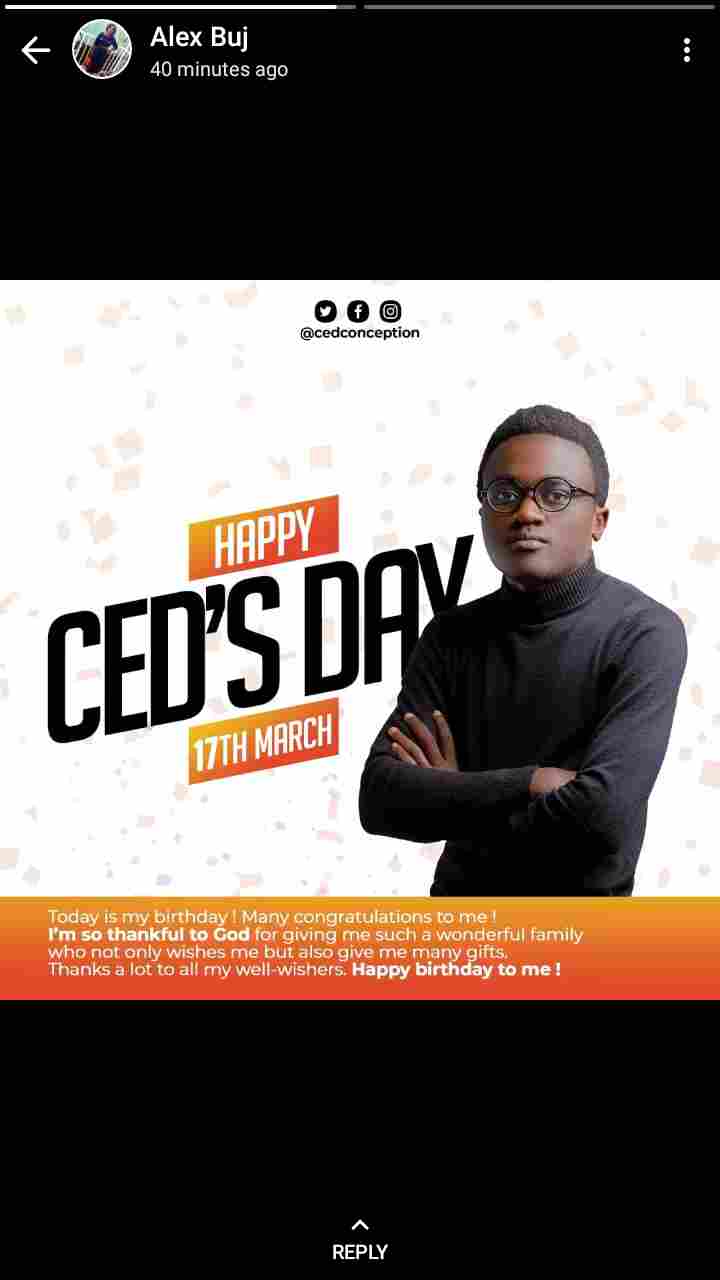 Alex Buj
40 minutes ago
@cedconception
HAPPY
CED'S DAY
17TH MARCH
Today is my birthday ! Many congratulations to me !
I'm so thankful to God for giving me such a wonderful family
who not only wishes me but also give me many gifts.
Thanks a lot to all my well-wishers. Happy birthday to me !
REPLY